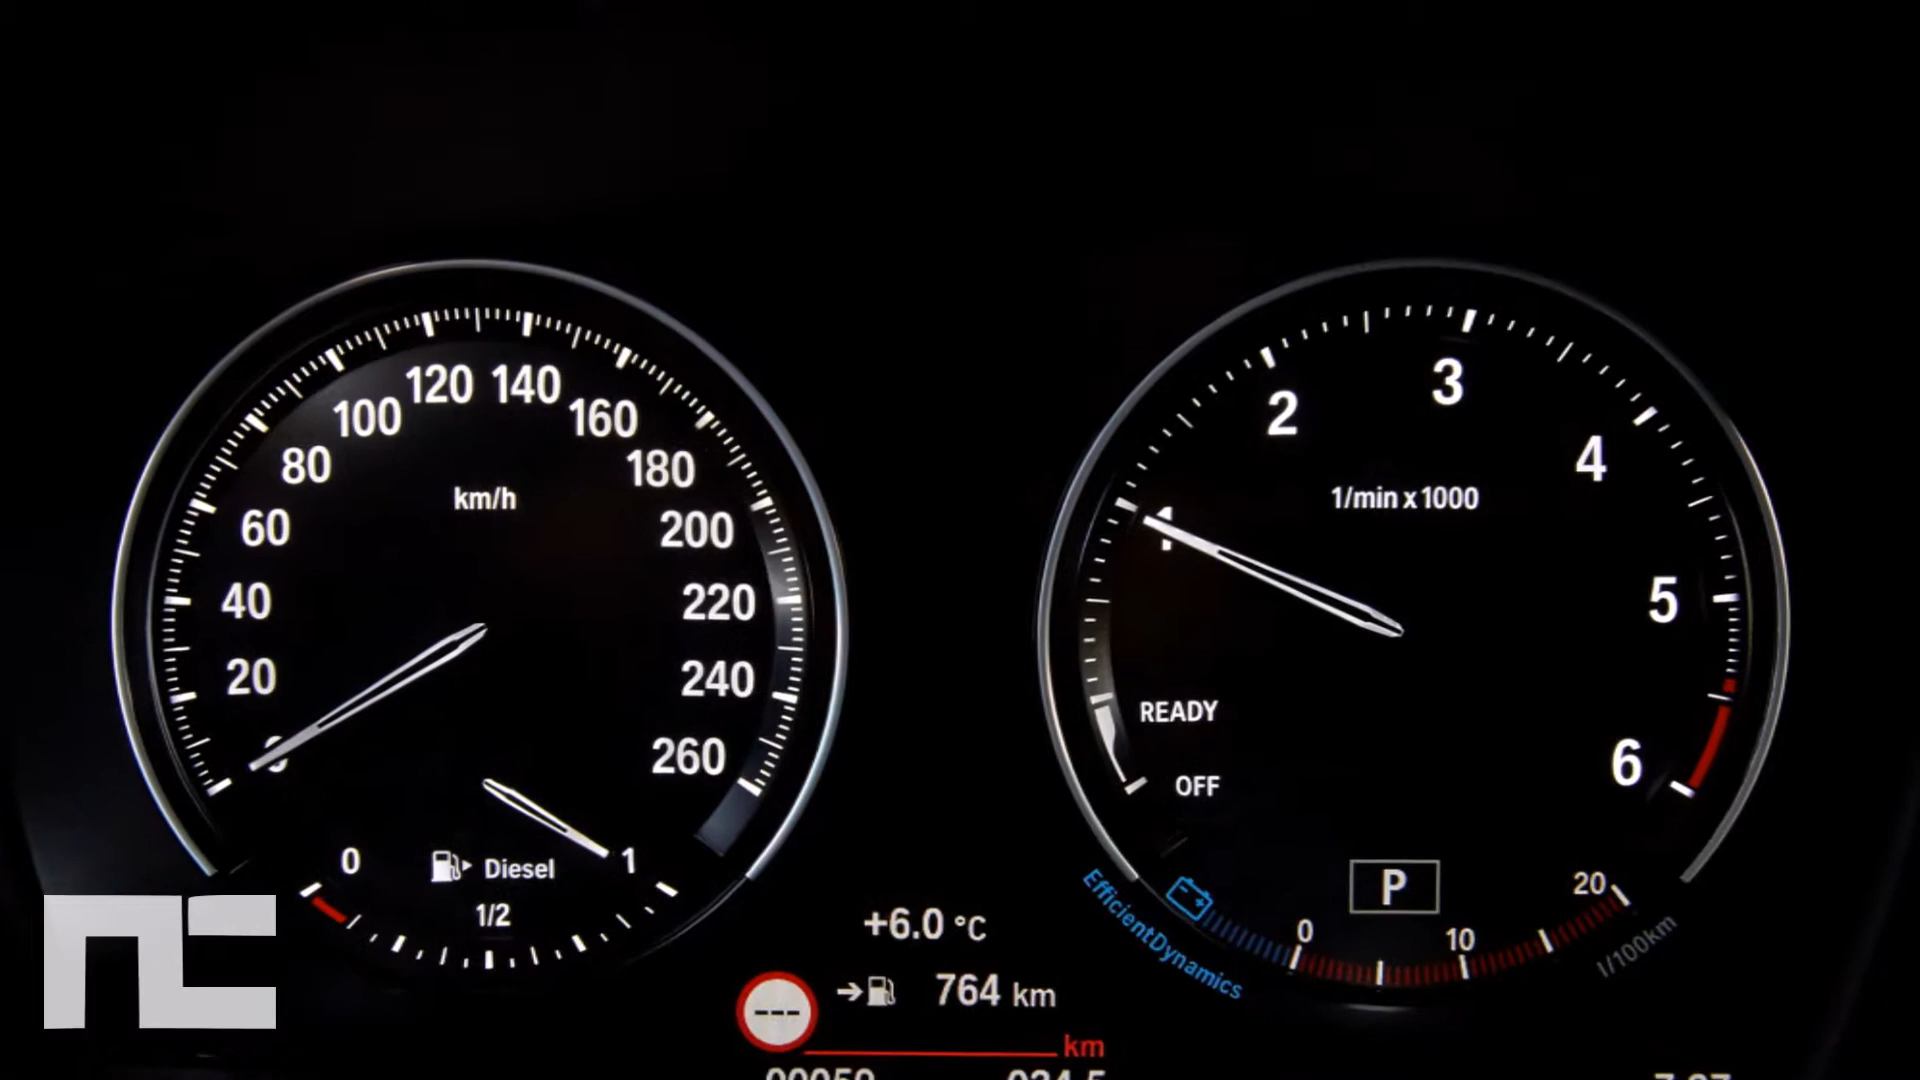 0
20
40
60
80
100
120
140
160
180
200
220
240
260
km/h
0
1/2
1
Diesel
1
2
3
4
5
6
1/min x 1000
READY
OFF
P
EfficientDynamics
0
10
20
l/100km
+6.0 °C
764 km
---
km